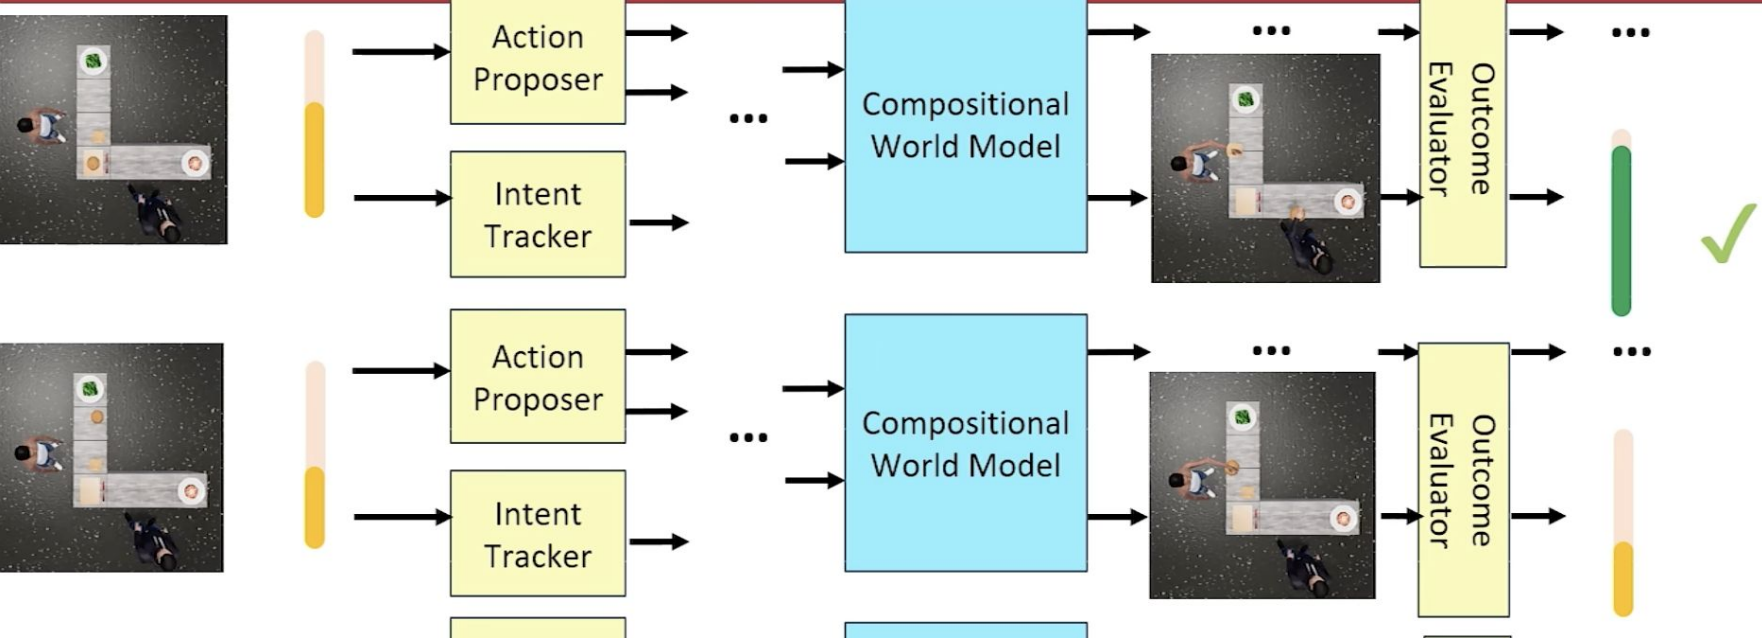 Action
Proposer
Intent
Tracker
...
Compositional
World Model
...
Outcome
Evaluator
...
Action
Proposer
Intent
Tracker
...
Compositional
World Model
...
Outcome
Evaluator
...